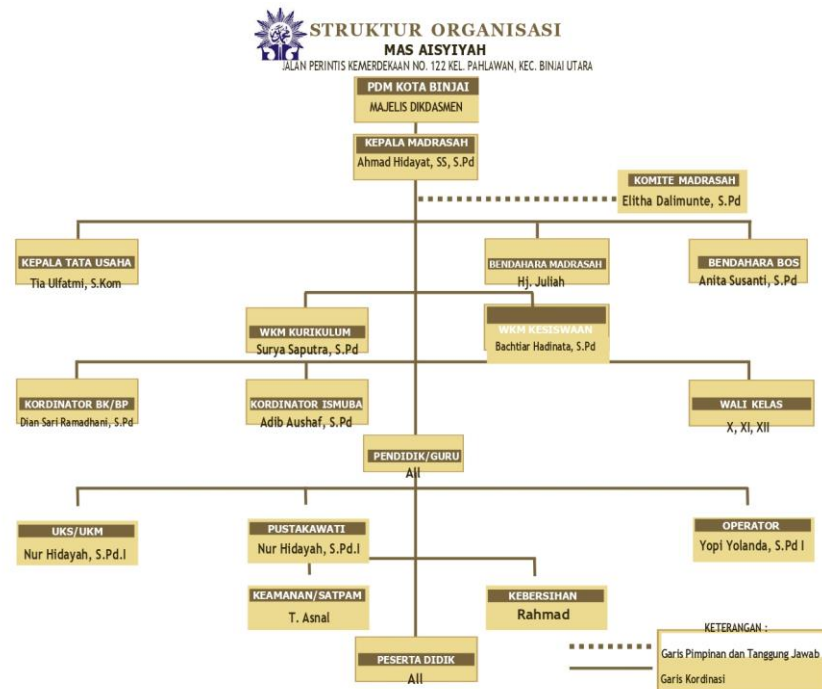 STRUKTUR ORGANISASI
MAS AISYIYAH
JALAN PERINTIS KEMERDEKAAN NO. 122 KEL. PAHLAWAN, KEC. BINJAI UTARA
PDM KOTA BINJAI
MAJELIS DIKDASMEN
KEPALA MADRASAH
Ahmad Hidayat, SS, S.Pd
KOMITE MADRASAH
Elitha Dalimunte, S.Pd
KEPALA TATA USAHA
Tia Ulfatmi, S.Kom
BENDAHARA MADRASAH
Hj. Juliah
BENDAHARA BOS
Anita Susanti, S.Pd
WKM KURIKULUM
Surya Saputra, S.Pd
WKM KESISWAAN
Bachtiar Hadinata, S.Pd
KORDINATOR BK/BP
Dian Sari Ramadhani, S.Pd
KORDINATOR ISMUBA
Adib Aushaf, S.Pd
WALI KELAS
X, XI, XII
PENDIDIK/GURU
All
UKS/UKM
Nur Hidayah, S.Pd.I
PUSTAKAWATI
Nur Hidayah, S.Pd.I
OPERATOR
Yopi Yolanda, S.Pd I
KEAMANAN/SATPAM
T. Asnal
KEBERSIHAN
Rahmad
PESERTA DIDIK
All
KETERANGAN :
Garis Pimpinan dan Tanggung Jawab
Garis Kordinasi